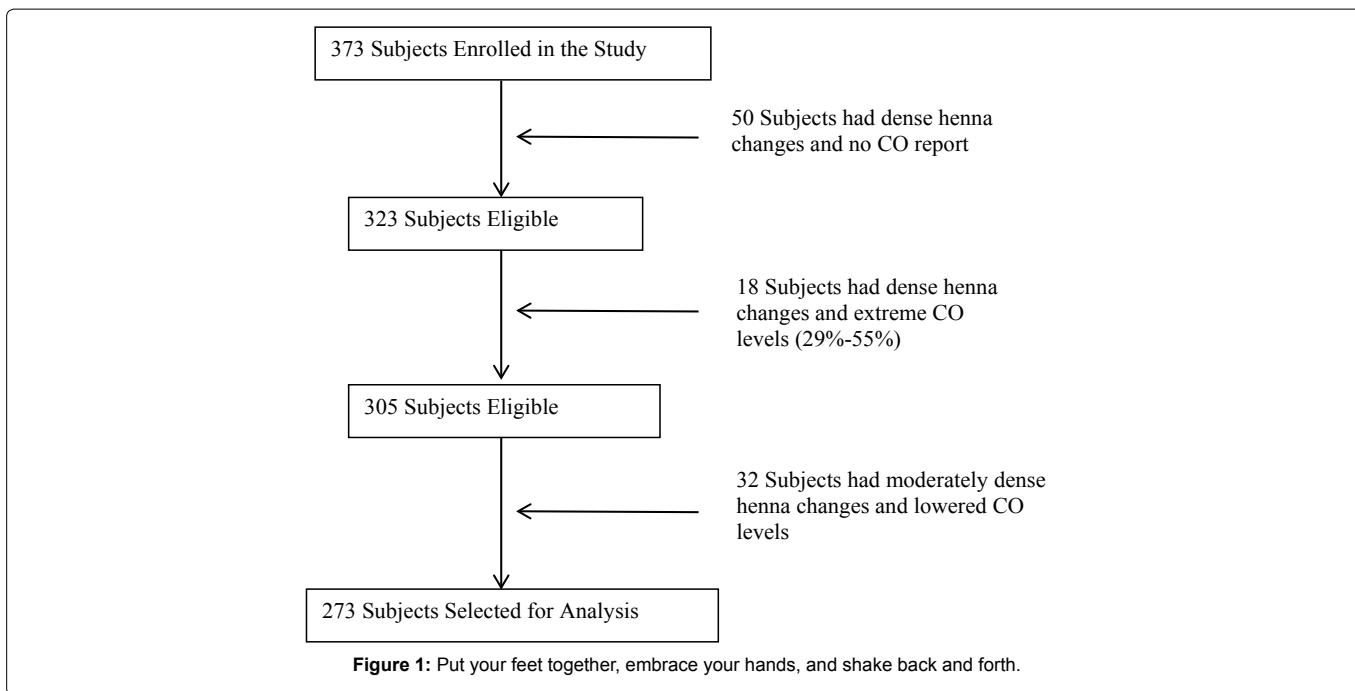 373 Subjects Enrolled in the Study
50 Subjects had dense henna
changes and no CO report
323 Subjects Eligible
18 Subjects had dense henna
changes and extreme CO
levels (29%-55%)
305 Subjects Eligible
32 Subjects had moderately dense
henna changes and lowered CO
levels
273 Subjects Selected for Analysis
Figure 1: Put your feet together, embrace your hands, and shake back and forth.